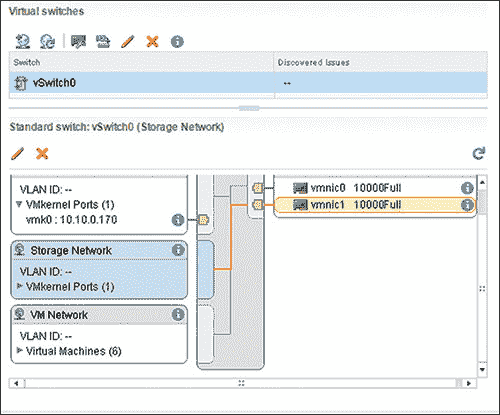 Virtual switches
Switch Discovered Issues
vSwitch0 --
Standard switch: vSwitch0 (Storage Network)
VLAN ID: --
VMkernel Ports (1)
vmk0 : 10.10.0.170
vmnic0 10000Full
vmnic1 10000Full
Storage Network
VLAN ID: --
VMkernel Ports (1)
VM Network
VLAN ID: --
Virtual Machines (6)